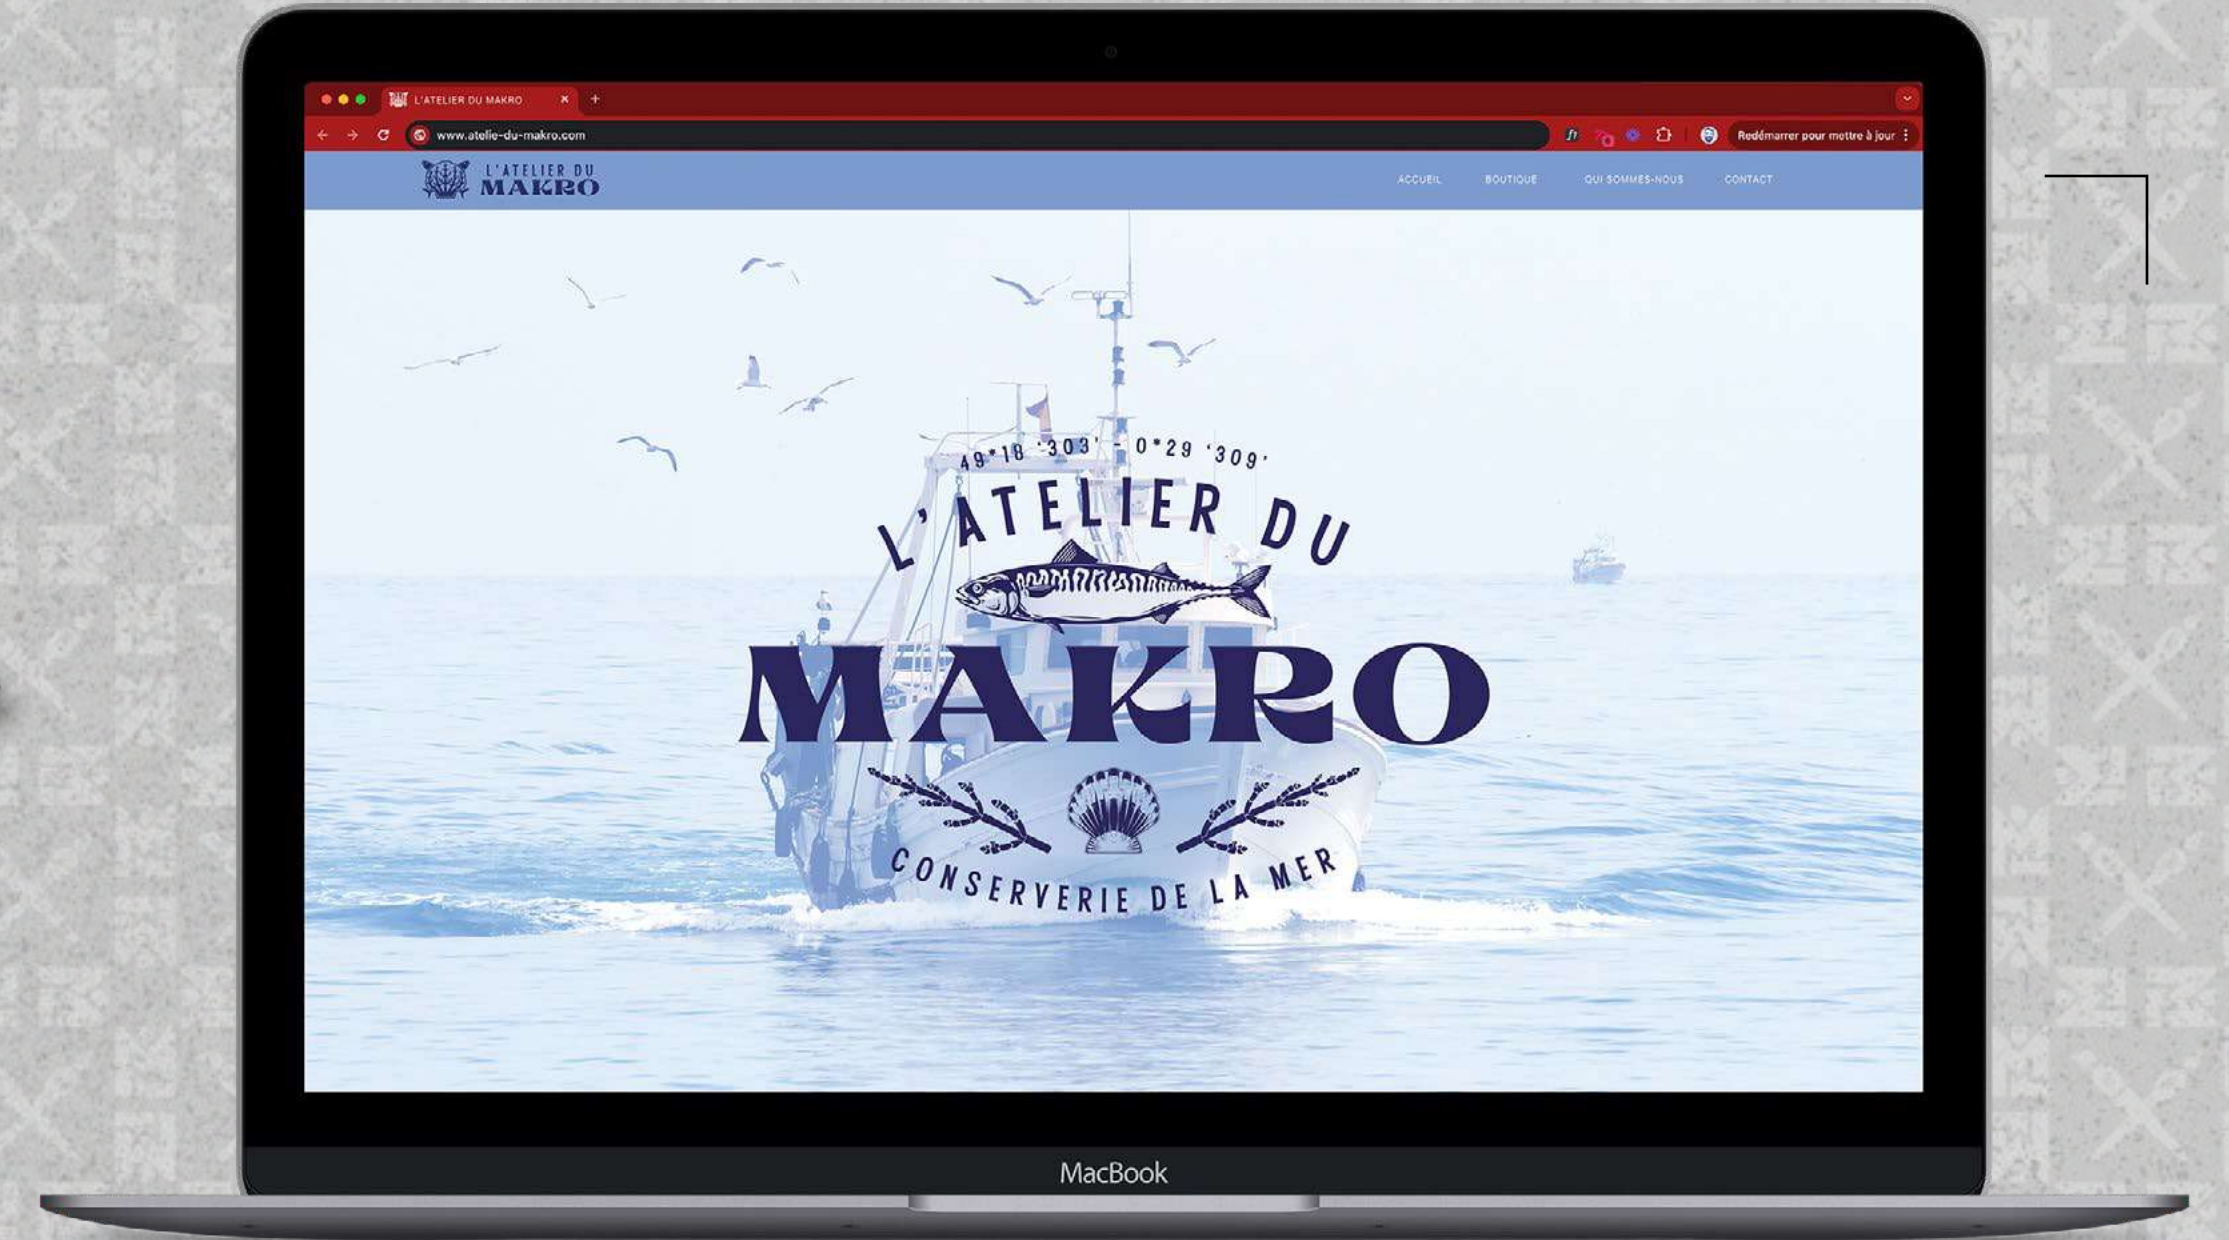 L'ATELIER DU MAKRO
www.atelie-du-makro.com
Redémarrer pour mettre à jour
L'ATELIER DU
MAKRO
ACCUEIL BOUTIQUE QUI SOMMES-NOUS CONTACT
49*18 '303' - 0*29 '309'
L'ATELIER DU
MAKRO
CONSERVERIE DE LA MER
MacBook